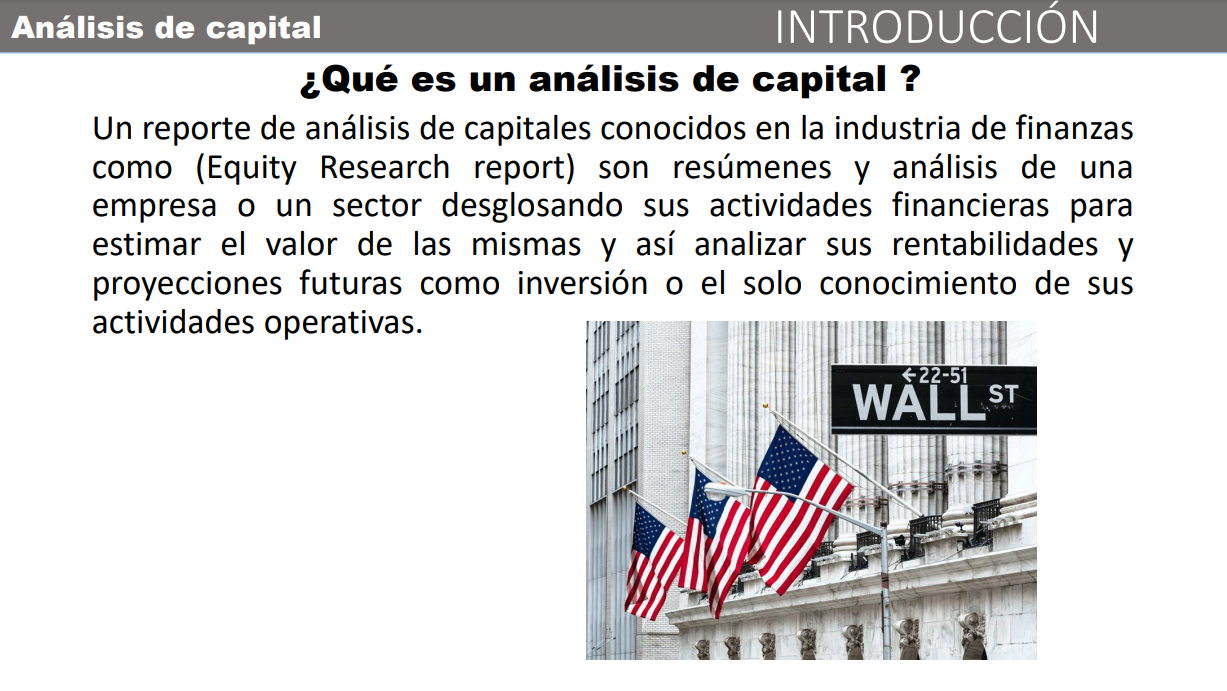 Análisis de capital
INTRODUCCIÓN
¿Qué es un análisis de capital ?
Un reporte de análisis de capitales conocidos en la industria de finanzas
como (Equity Research report) son resúmenes y análisis de una
empresa o un sector desglosando sus actividades financieras para
estimar el valor de las mismas y así analizar sus rentabilidades y
proyecciones futuras como inversión o el solo conocimiento de sus
actividades operativas.
←22-51
WALL ST